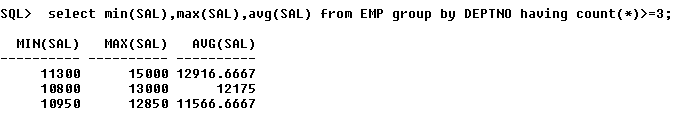 SQL>  select min(SAL),max(SAL),avg(SAL) from EMP group by DEPTNO having count(*)>=3;
  MIN(SAL)   MAX(SAL)   AVG(SAL)
---------- ---------- ----------
     11300      15000 12916.6667
     10800      13000      12175
     10950      12850 11566.6667